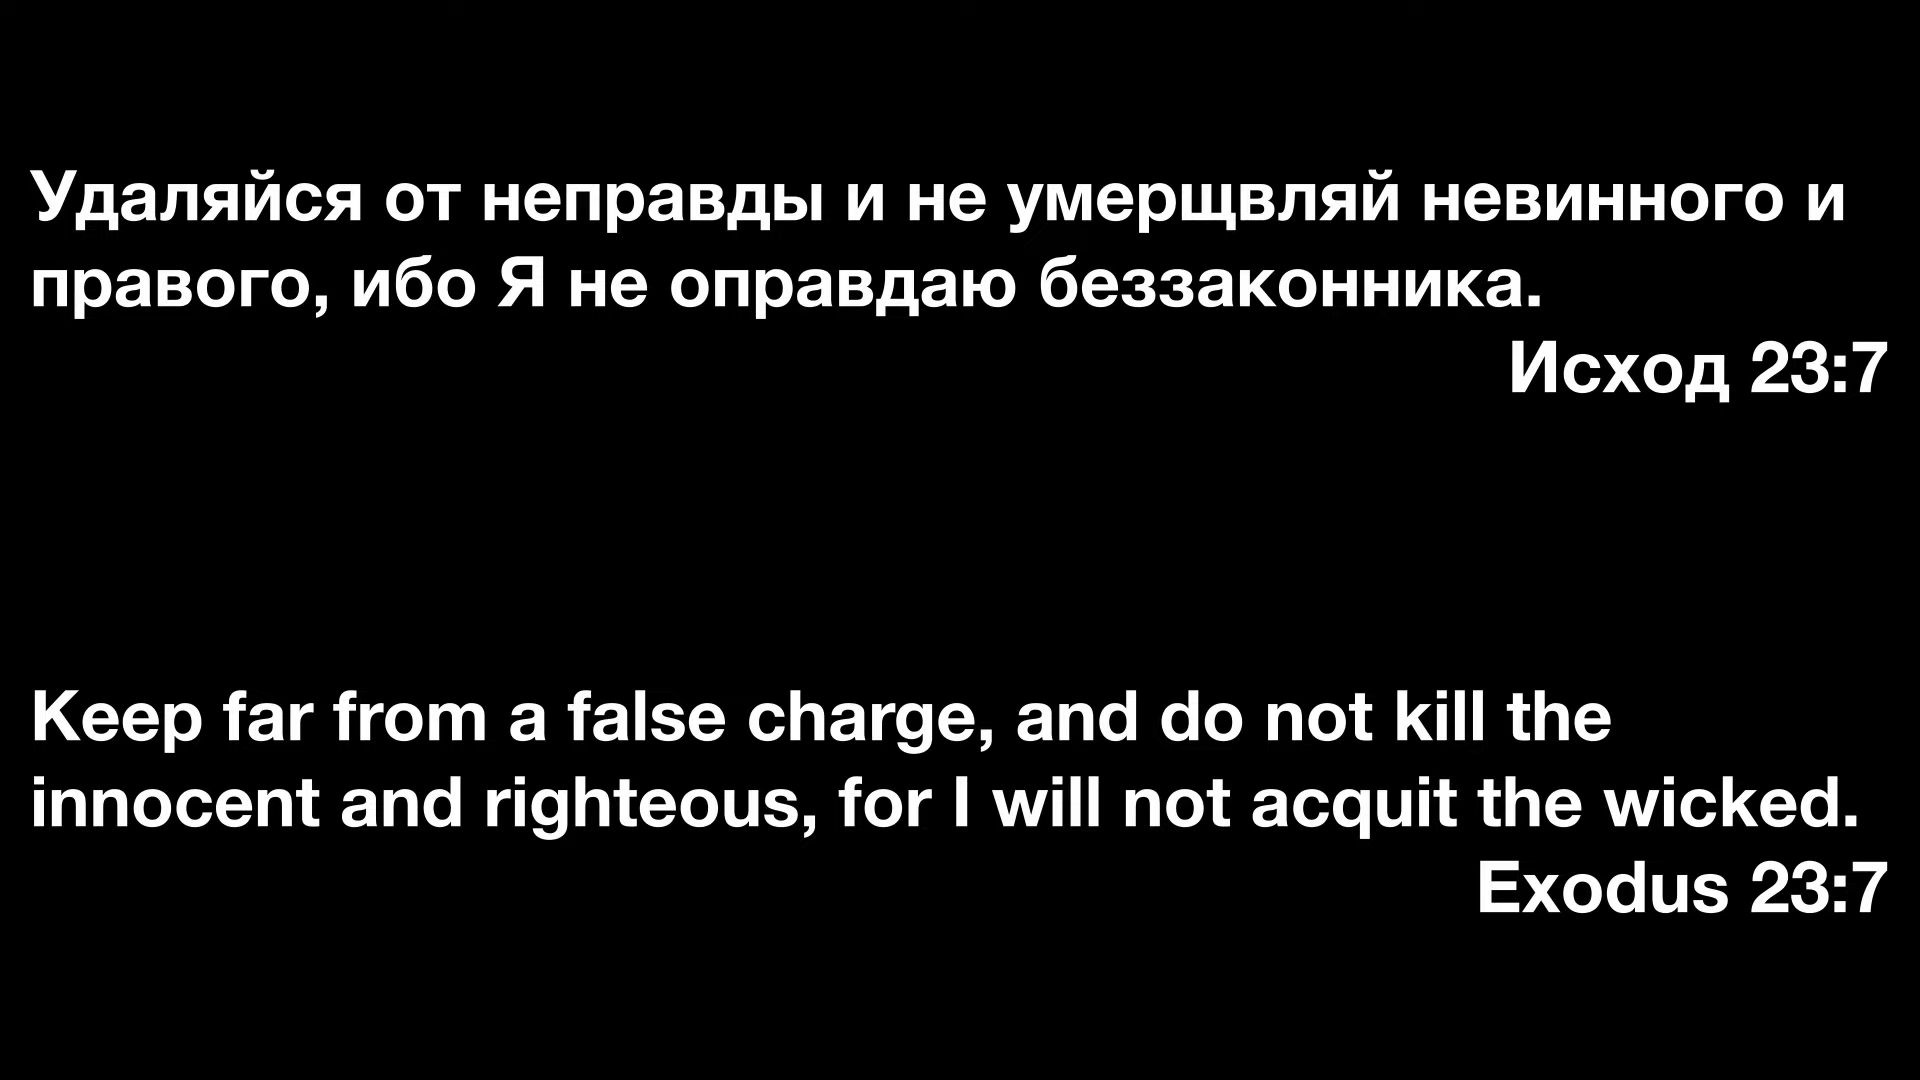 Удаляйся от неправды и не умерщвляй невинного и
правого, ибо Я не оправдаю беззаконника.
Исход 23:7
Keep far from a false charge, and do not kill the
innocent and righteous, for I will not acquit the wicked.
Exodus 23:7